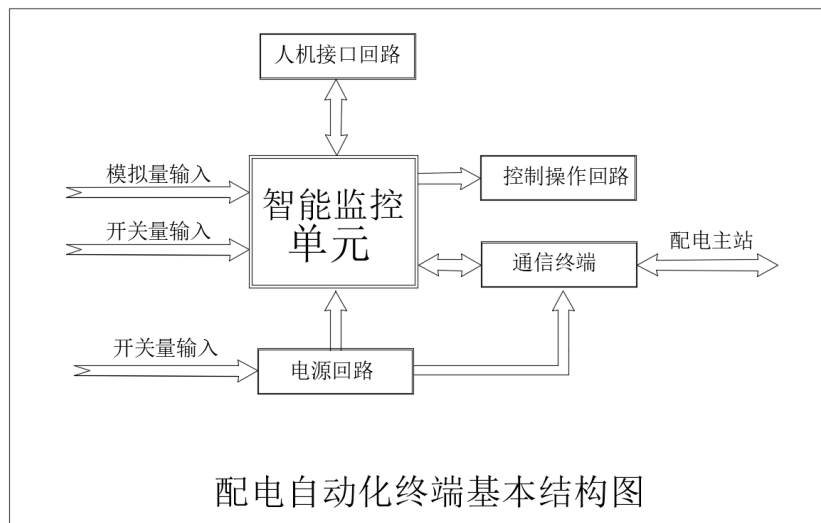 人机接口回路
模拟量输入
智能监控
单元
控制操作回路
开关量输入
通信终端
配电主站
开关量输入
电源回路
配电自动化终端基本结构图